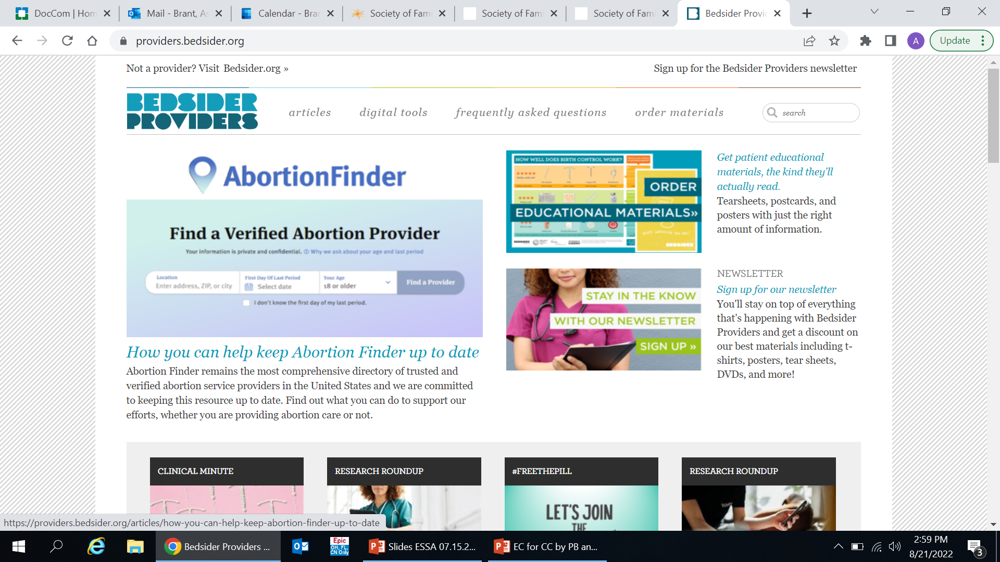 DocCom | Hom
Mail - Brant, As
Calendar - Bran
Society of Fami
Society of Fami
Society of Fami
Bedsider Provid
providers.bedsider.org
A
Update
Not a provider? Visit Bedsider.org »
Sign up for the Bedsider Providers newsletter
BEDSIDER
PROVIDERS
articles
digital tools
frequently asked questions
order materials
search
AbortionFinder
Find a Verified Abortion Provider
Your information is private and confidential. Why we ask about your age and last period
Location
Enter address, ZIP, or city
First Day Of Last Period
Select date
Your Age
18 or older
Find a Provider
I don't know the first day of my last period.
How you can help keep Abortion Finder up to date
Abortion Finder remains the most comprehensive directory of trusted and
verified abortion service providers in the United States and we are committed
to keeping this resource up to date. Find out what you can do to support our
efforts, whether you are providing abortion care or not.
HOW WELL DOES BIRTH CONTROL WORK?
ORDER
EDUCATIONAL MATERIALS»
BEDSIDER
Get patient educational
materials, the kind they'll
actually read.
Tearsheets, postcards, and
posters with just the right
amount of information.
STAY IN THE KNOW
WITH OUR NEWSLETTER
SIGN UP »
NEWSLETTER
Sign up for our newsletter
You'll stay on top of everything
that's happening with Bedsider
Providers and get a discount on
our best materials including t-
shirts, posters, tear sheets,
DVDs, and more!
CLINICAL MINUTE
RESEARCH ROUNDUP
#FREETHEPILL
RESEARCH ROUNDUP
LET'S JOIN
THE
https://providers.bedsider.org/articles/how-you-can-help-keep-abortion-finder-up-to-date
Bedsider Providers ...
Epic
OH, FL,
CN Only
Slides ESSA 07.15.2...
EC for CC by PB an...
2:59 PM
8/21/2022
3